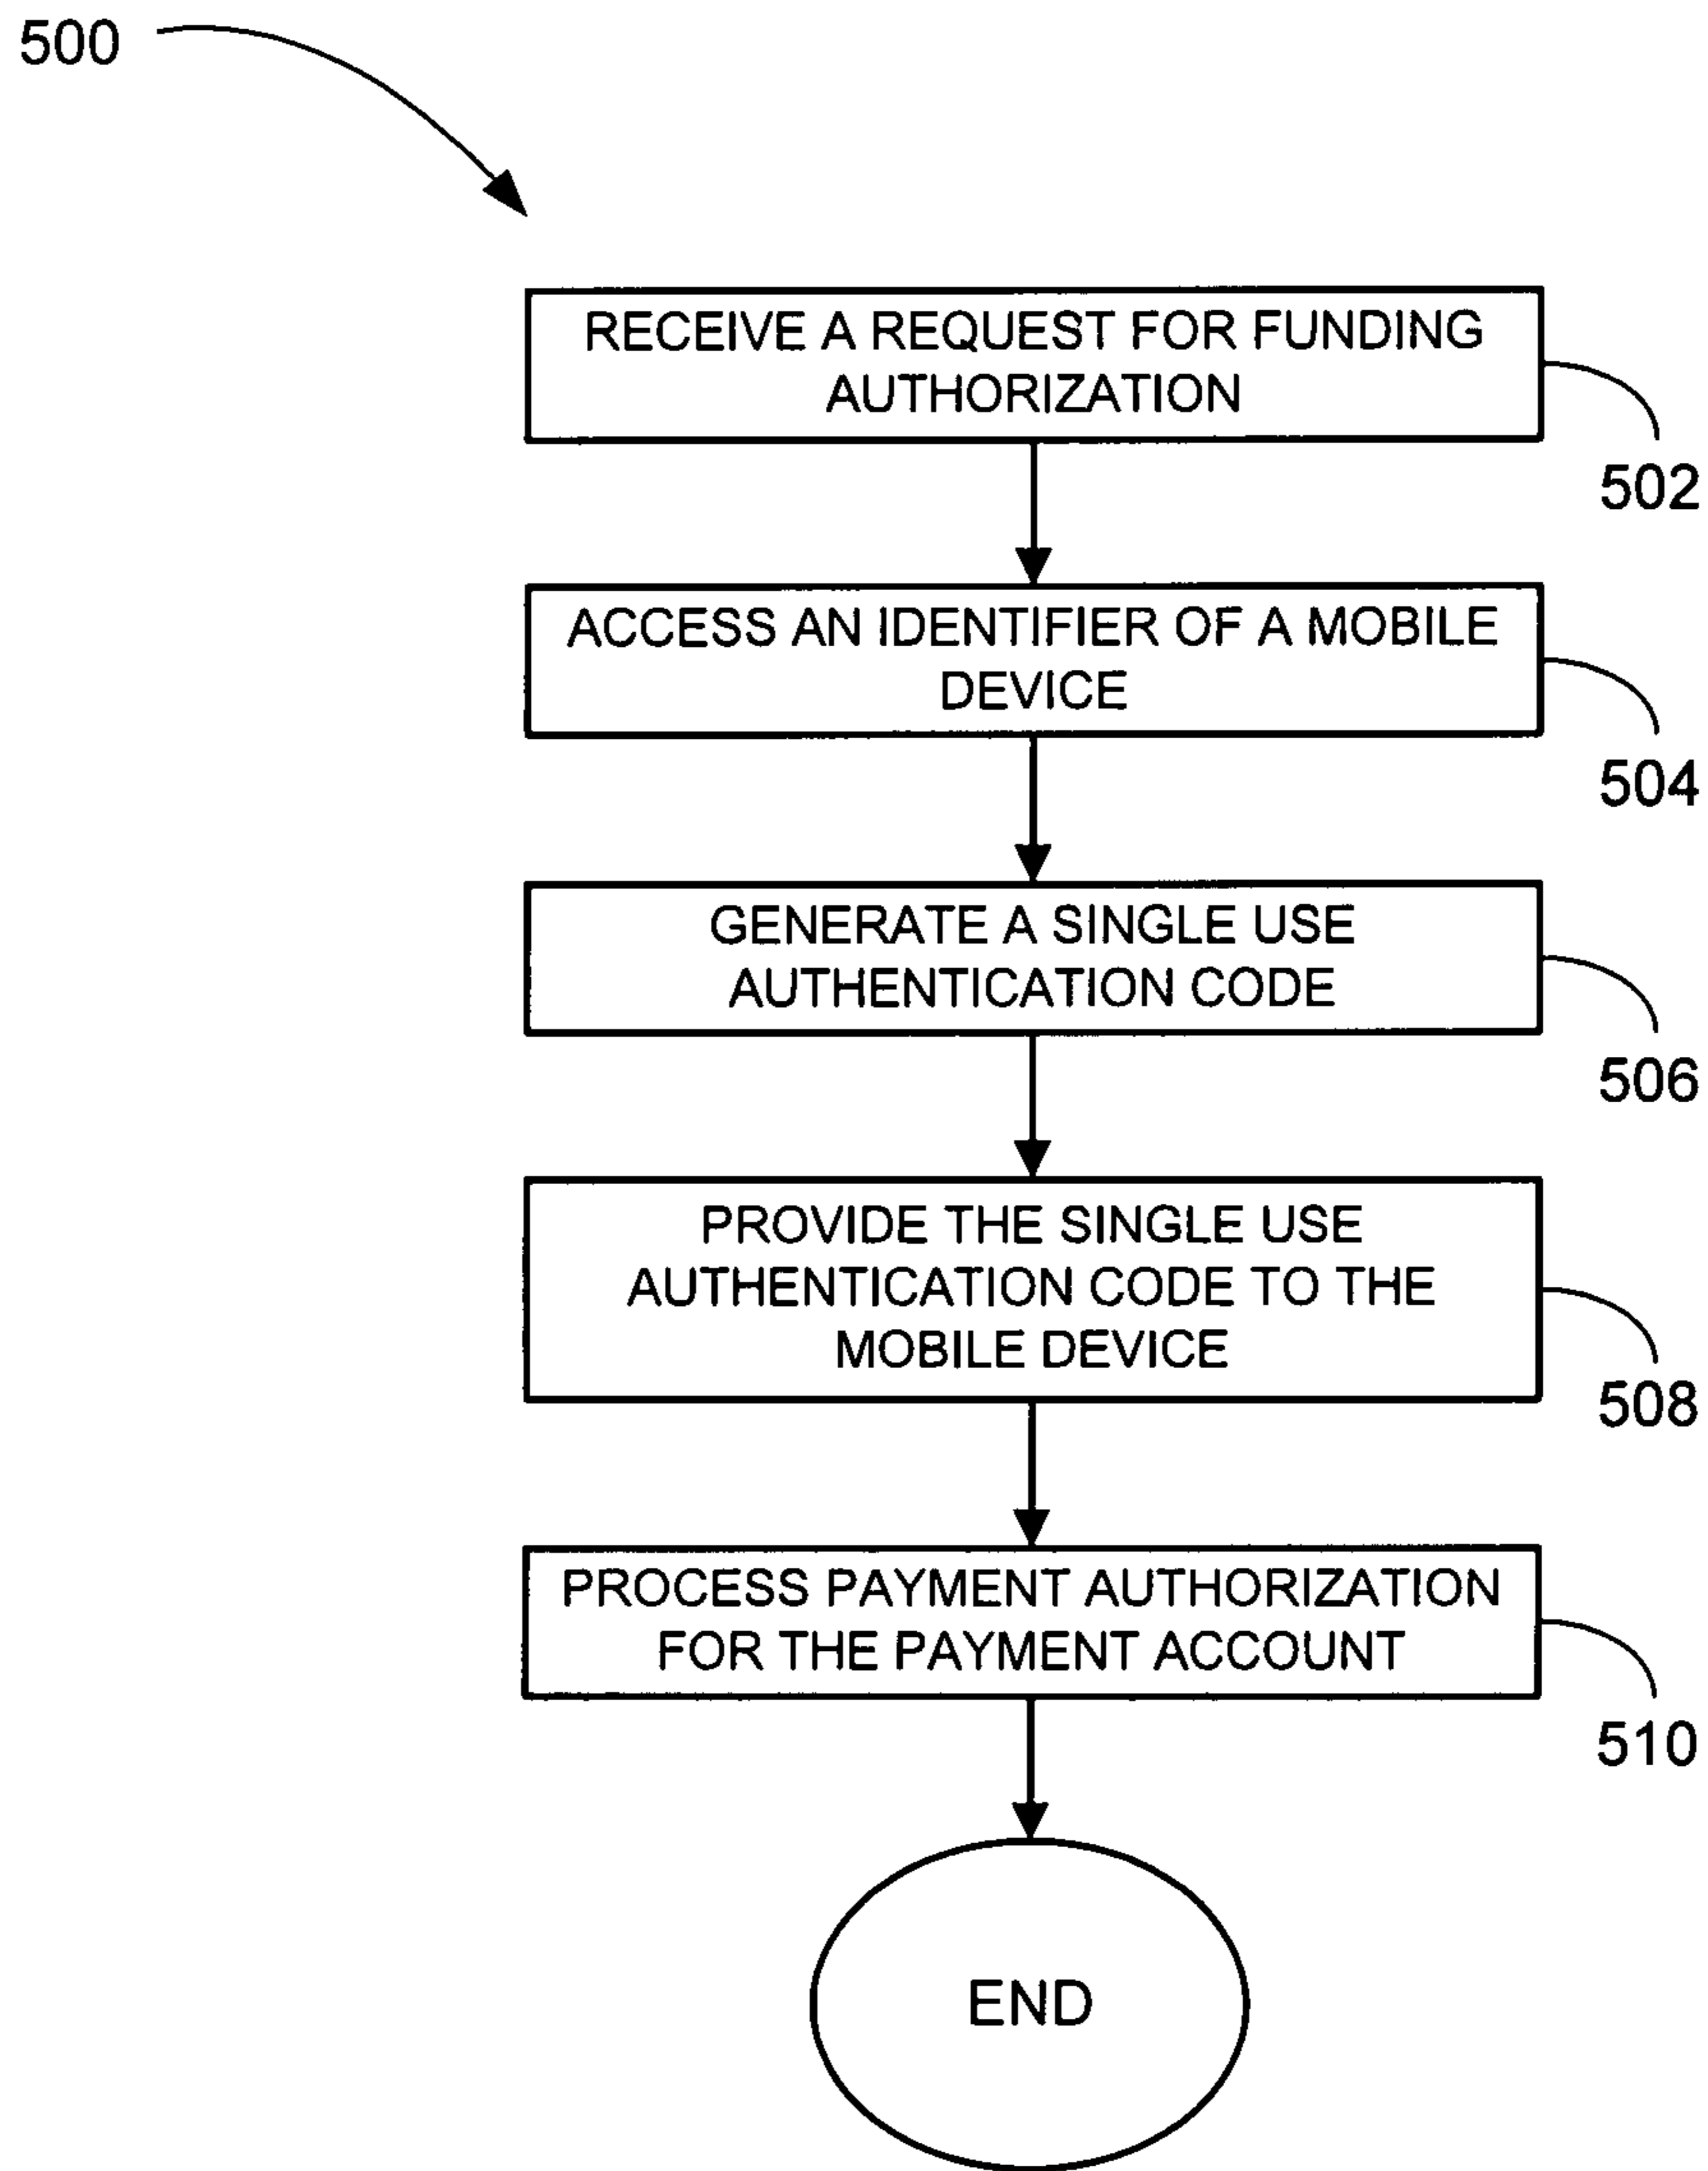 500
RECEIVE A REQUEST FOR FUNDING
AUTHORIZATION
502
ACCESS AN IDENTIFIER OF A MOBILE
DEVICE
504
GENERATE A SINGLE USE
AUTHENTICATION CODE
506
PROVIDE THE SINGLE USE
AUTHENTICATION CODE TO THE
MOBILE DEVICE
508
PROCESS PAYMENT AUTHORIZATION
FOR THE PAYMENT ACCOUNT
510
END